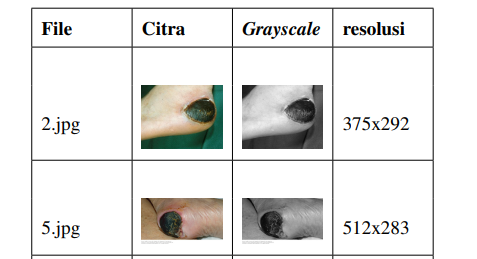 File Citra Grayscale resolusi
2.jpg 375x292
5.jpg 512x283